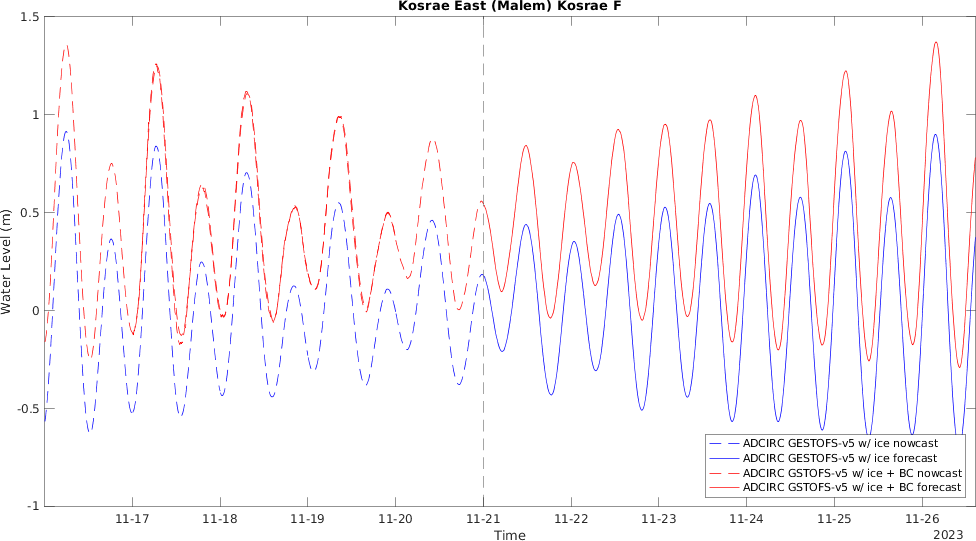 Kosrae East (Malem) Kosrae F
1.5
1
0.5
0
-0.5
-1
Water Level (m)
ADCIRC GESTOFS-v5 w/ ice nowcast
ADCIRC GESTOFS-v5 w/ ice forecast
ADCIRC GSTOFS-v5 w/ ice + BC nowcast
ADCIRC GSTOFS-v5 w/ ice + BC forecast
11-17 11-18 11-19 11-20 11-21 11-22 11-23 11-24 11-25 11-26
Time
2023